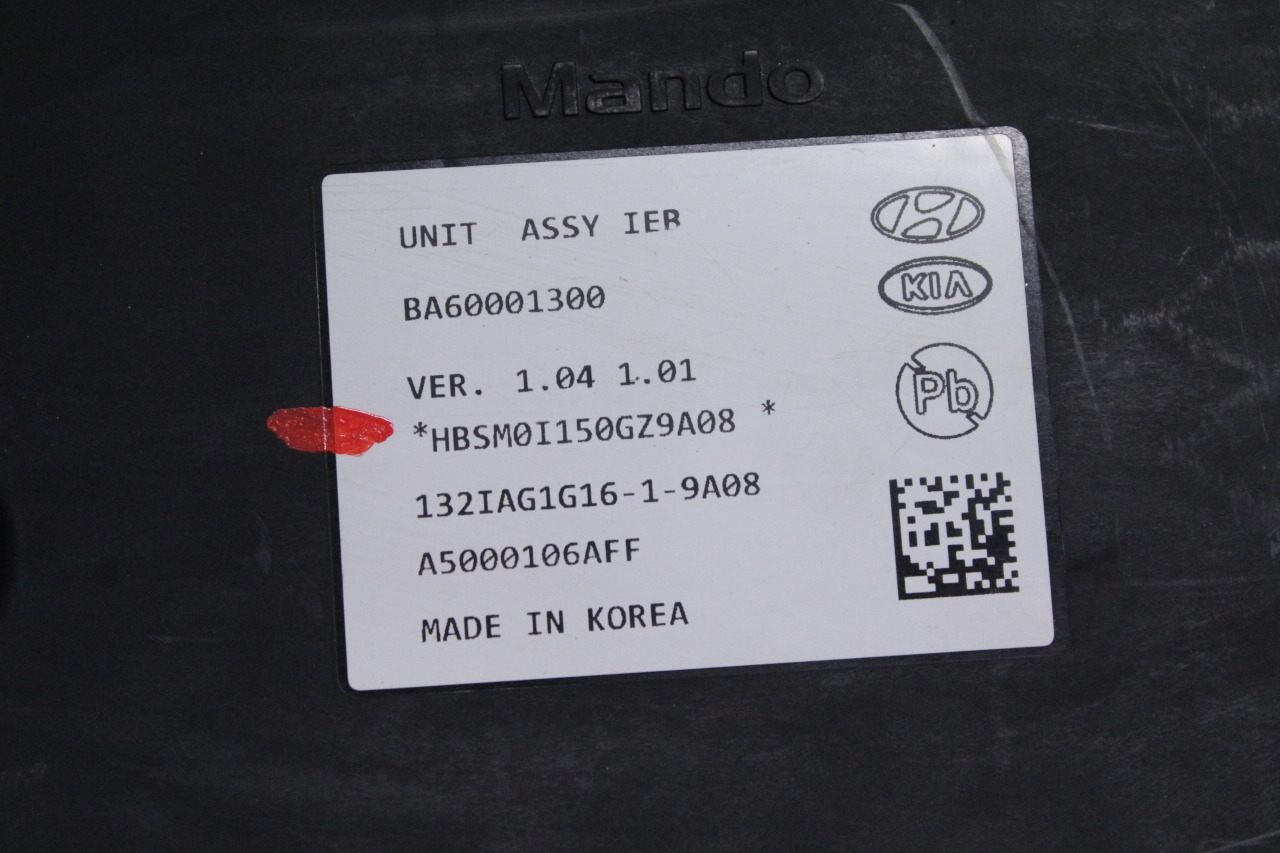 Mando
UNIT ASSY IEB
BA60001300
VER. 1.04 1.01
*HBSM0I150GZ9A08 *
132IAG1G16-1-9A08
A5000106AFF
MADE IN KOREA
KIA
Pb